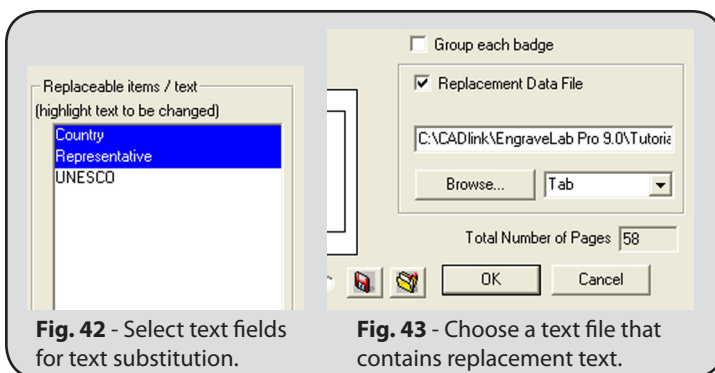 Replaceable items / text
(highlight text to be changed)
Country
Representative
UNESCO
Fig. 42 - Select text fields
for text substitution.
Group each badge
Replacement Data File
C:\CADlink\EngraveLab Pro 9.0\Tutoria
Browse... Tab
Total Number of Pages 58
OK Cancel
Fig. 43 - Choose a text file that
contains replacement text.